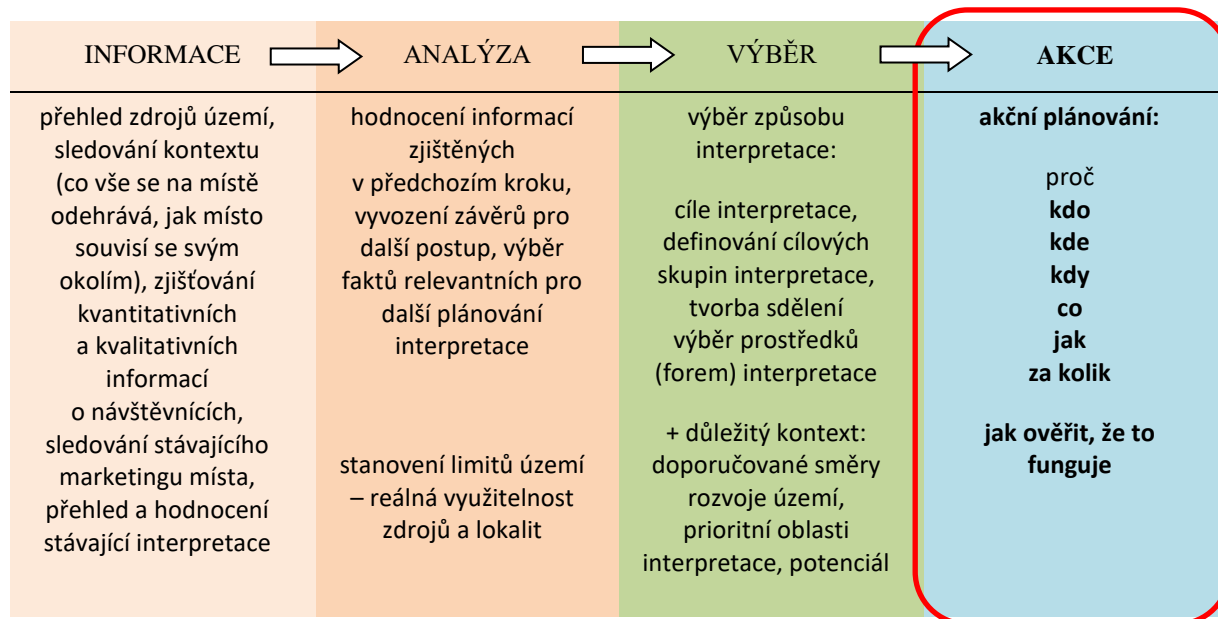 INFORMACE
ANALÝZA
VÝBĚR
AKCE
přehled zdrojů území,
sledování kontextu
(co vše se na místě
odehrává, jak místo
souvisí se svým
okolím), zjišťování
kvantitativních
a kvalitativních
informací
o návštěvnících,
sledování stávajícího
marketingu místa,
přehled a hodnocení
stávající interpretace
hodnocení informací
zjištěných
v předchozím kroku,
vyvození závěrů pro
další postup, výběr
faktů relevantních pro
další plánování
interpretace
stanovení limitů území
– reálná využitelnost
zdrojů a lokalit
výběr způsobu
interpretace:
cíle interpretace,
definování cílových
skupin interpretace,
tvorba sdělení
výběr prostředků
(forem) interpretace
+ důležitý kontext:
doporučované směry
rozvoje území,
prioritní oblasti
interpretace, potenciál
akční plánování:
proč
kdo
kde
kdy
co
jak
za kolik
jak ověřit, že to
funguje